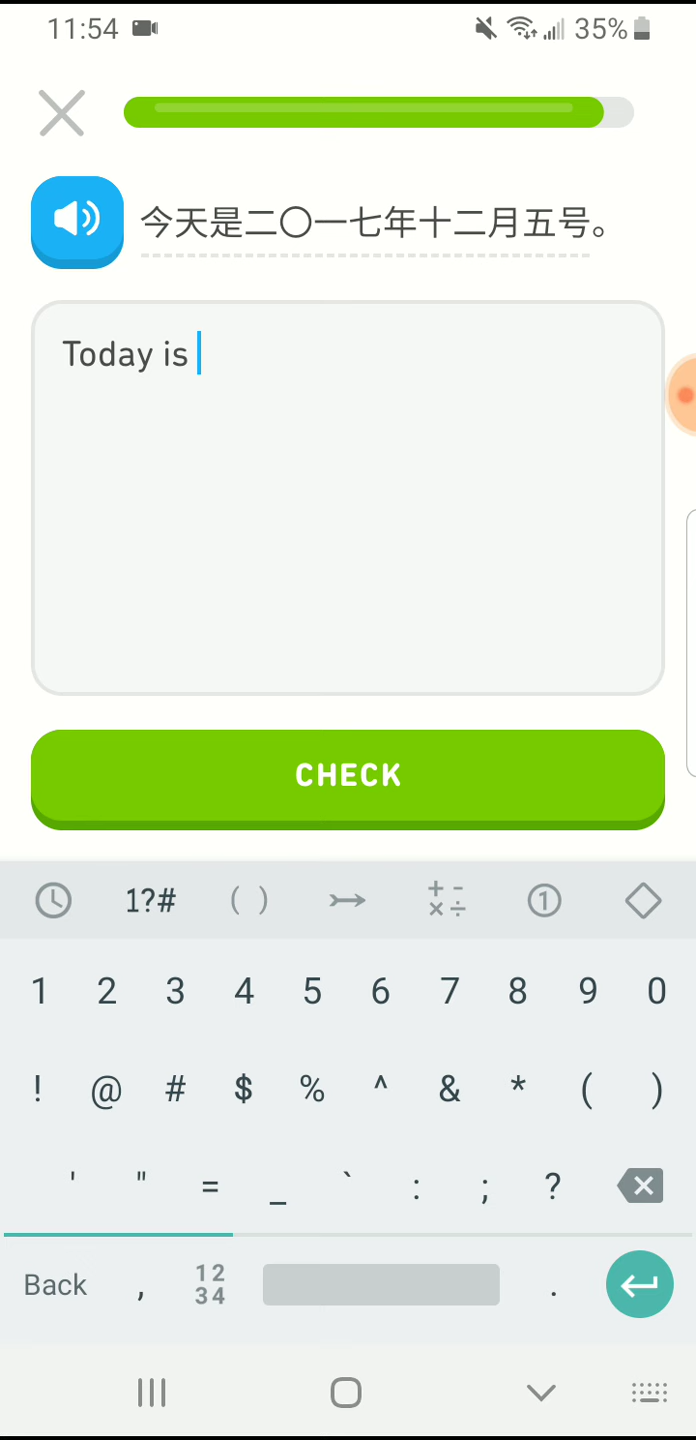 11:54 35%
今天是二〇一七年十二月五号。
Today is
CHECK
1?# ( ) + - × ÷ 1
1 2 3 4 5 6 7 8 9 0
! @ # $ % ^ & * ( )
' " = _ ` : ; ?
Back , 12 .
34